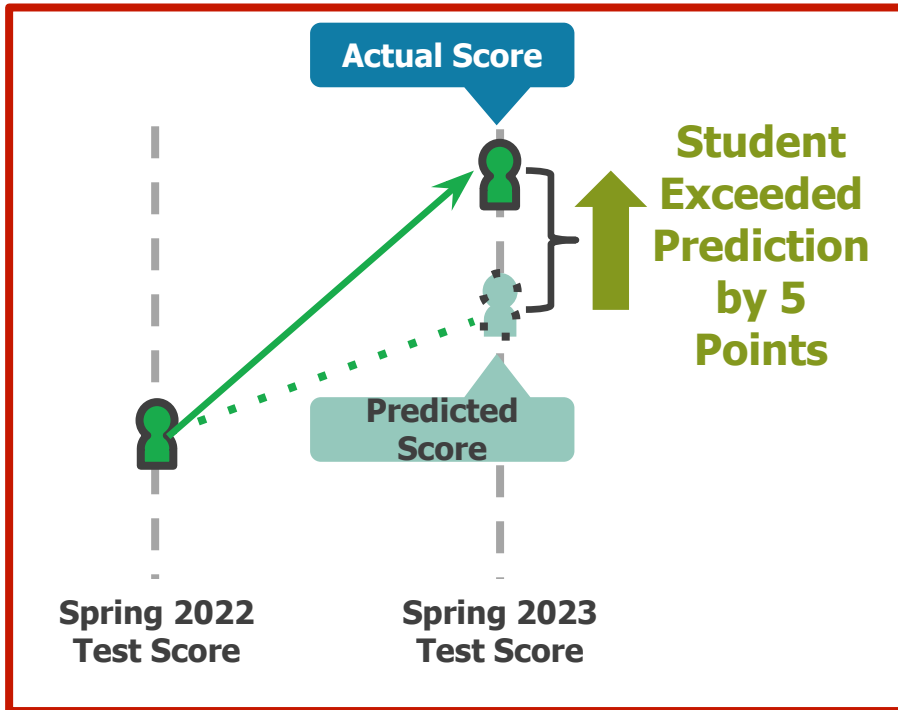 Actual Score
Student
Exceeded
Prediction
by 5
Points
Predicted
Score
Spring 2022
Test Score
Spring 2023
Test Score